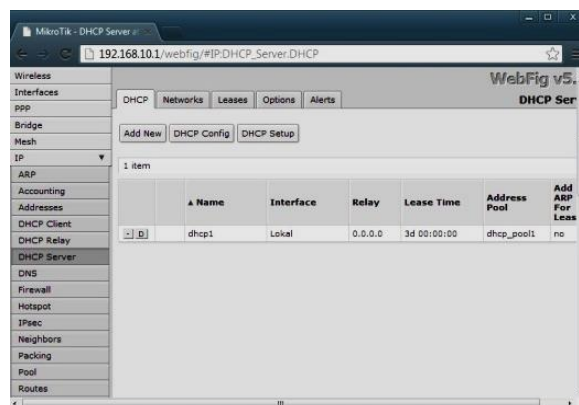 MikroTik - DHCP Server at
192.168.10.1/webfig/#IP:DHCP_Server.DHCP
Wireless
Interfaces
PPP
Bridge
Mesh
IP
ARP
Accounting
Addresses
DHCP Client
DHCP Relay
DHCP Server
DNS
Firewall
Hotspot
IPsec
Neighbors
Packing
Pool
Routes
WebFig v5.
DHCP Ser
DHCP Networks Leases Options Alerts
Add New DHCP Config DHCP Setup
1 item
▲ Name Interface Relay Lease Time Address Pool Add ARP For Leas
- D dhcp1 Lokal 0.0.0.0 3d 00:00:00 dhcp_pool1 no